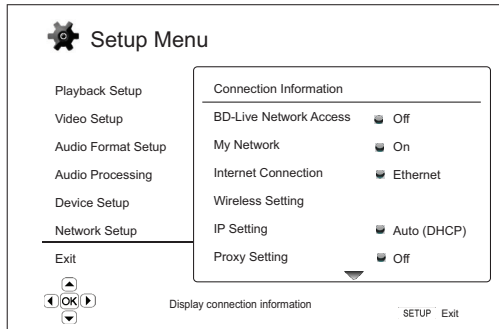 Setup Menu
Playback Setup
Video Setup
Audio Format Setup
Audio Processing
Device Setup
Network Setup
Exit
Connection Information
BD-Live Network Access Off
My Network On
Internet Connection Ethernet
Wireless Setting
IP Setting Auto (DHCP)
Proxy Setting Off
OK
Display connection information
SETUP Exit